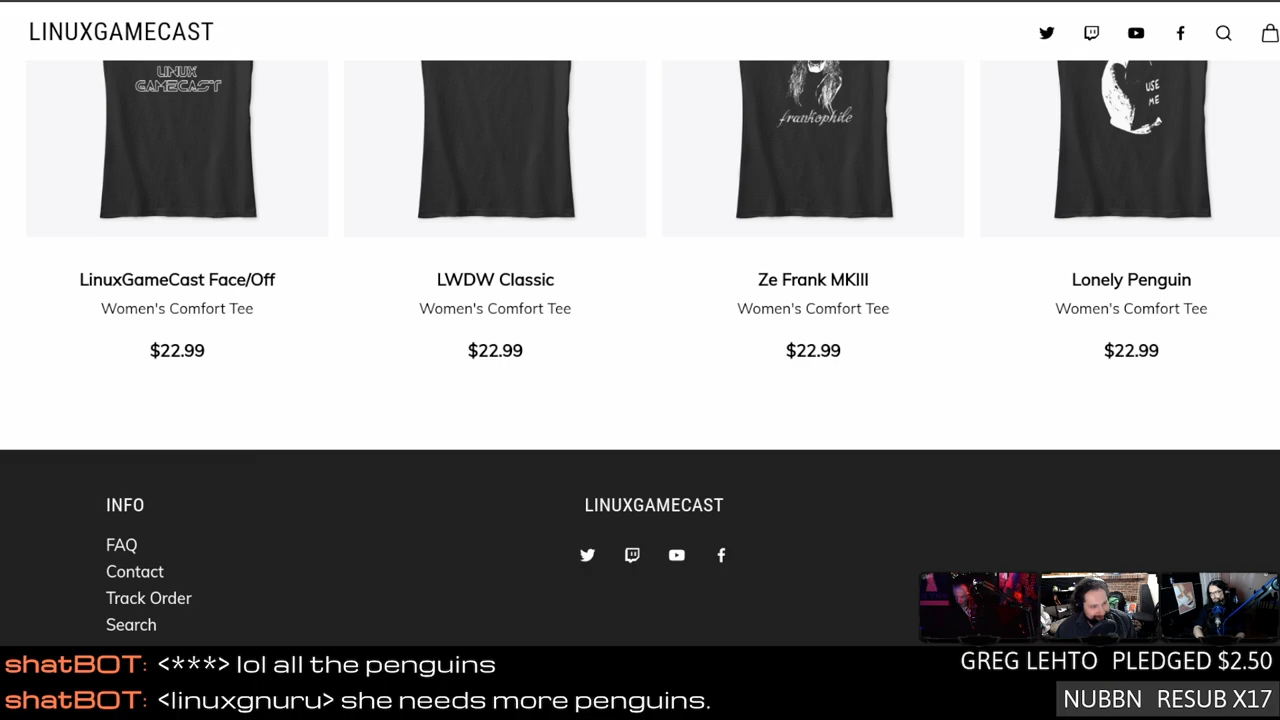 LINUXGAMECAST
LINUX
GAMECAST
frankophile
USE
ME
LinuxGameCast Face/Off
Women's Comfort Tee
$22.99
LWDW Classic
Women's Comfort Tee
$22.99
Ze Frank MKIII
Women's Comfort Tee
$22.99
Lonely Penguin
Women's Comfort Tee
$22.99
INFO
FAQ
Contact
Track Order
Search
LINUXGAMECAST
shatBOT: <***> lol all the penguins
shatBOT: <linuxgnuru> she needs more penguins.
GREG LEHTO PLEDGED $2.50
NUBBN RESUB X17